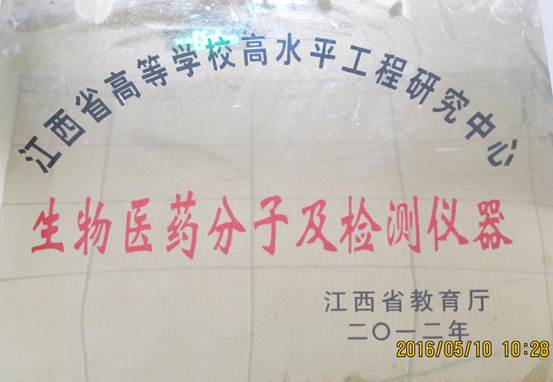 江西省高等学校高水平工程研究中心
生物医药分子及检测仪器
江西省教育厅
二〇一二年
2016/05/10 10:28